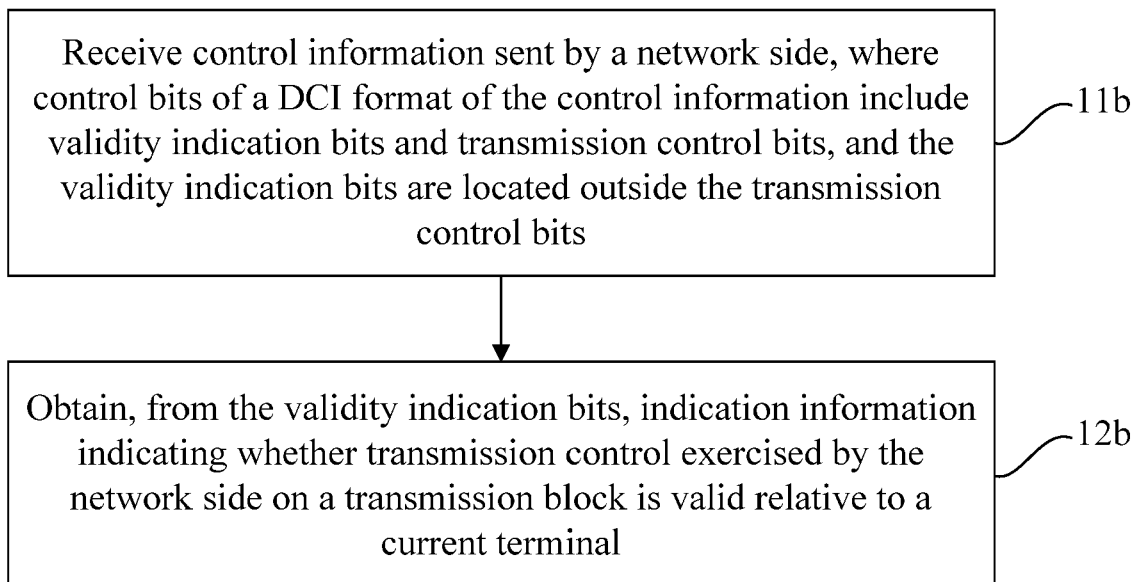 Receive control information sent by a network side, where
control bits of a DCI format of the control information include
validity indication bits and transmission control bits, and the
validity indication bits are located outside the transmission
control bits
11b
Obtain, from the validity indication bits, indication information
indicating whether transmission control exercised by the
network side on a transmission block is valid relative to a
current terminal
12b